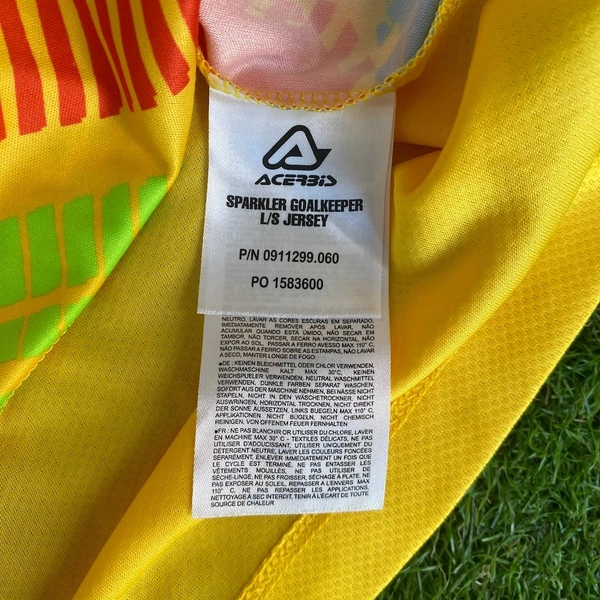 ACERBIS
SPARKLER GOALKEEPER
L/S JERSEY
P/N 0911299.060
PO 1583600
NEUTRO, LAVAR AS CORES ESCURAS EM SEPARADO,
IMEDIATAMENTE REMOVER APÓS LAVAR, NÃO
ACUMULAR QUANDO ESTÁ ÚMIDO, NÃO SECAR EM
TAMBOR. NÃO TORCER, SECAR NA HORIZONTAL, NÃO
EXPOR AO SOL, PASSAR A FERRO AVESSO MAX 110° C,
NÃO PASSAR A FERRO SOBRE AS ESTAMPAS, NÃO LAVAR
A SECO, MANTER LONGE DE FOGO
■DE : KEINEN BLEICHMITTEL ODER CHLOR VERWENDEN,
WASCHMASCHINE KALT MAX 30°C, KEINEN
WEICHSPUELER VERWENDEN, NEUTRAL WASCHMITTEL
VERWENDEN, DUNKLE FARBEN SEPARAT WASCHEN,
SOFORT AUS DER MASCHINE NEHMEN, BEI NÄSSE NICHT
STAPELN, NICHT IN DEN WÄSCHETROCKNER, NICHT
AUSWRINGEN, HORIZONTAL TROCKNEN, NICHT DIREKT
DER SONNE AUSSETZEN, LINKS BUEGELN MAX 110° C,
APPLIKATIONEN NICHT BÜGELN, NICHT CHEMISCH
REINIGEN, VON OFFENEM FEUER FERNHALTEN
■FR : NE PAS BLANCHIR OR UTILISER DU CHLORE, LAVER
EN MACHINE MAX 30° C - TEXTILES DÉLICATS, NE PAS
UTILISER D'ADOUCISSANT, UTILISER UNIQUEMENT DU
DÉTERGENT NEUTRE, LAVER LES COULEURS FONCÉES
SEPARÉMENT, ENLEVER IMMÉDIATEMENT UN FOIS QUE
LE CYCLE EST TERMINÉ, NE PAS ENTASSER LES
VÊTEMENTS MOUILLÉS, NE PAS UTILISER DE
SÈCHE-LINGE, NE PAS FROISSER, SÉCHAGE À PLATE, NE
PAS EXPOSER AU SOLEIL, REPASSER A L'ENVERS MAX
110° C, NE PAS REPASSER LES APPLICATIONS,
NETTOYAGE À SEC INTERDIT, TENIR À L'ÉCART DE TOUTE
SOURCE DE CHALEUR